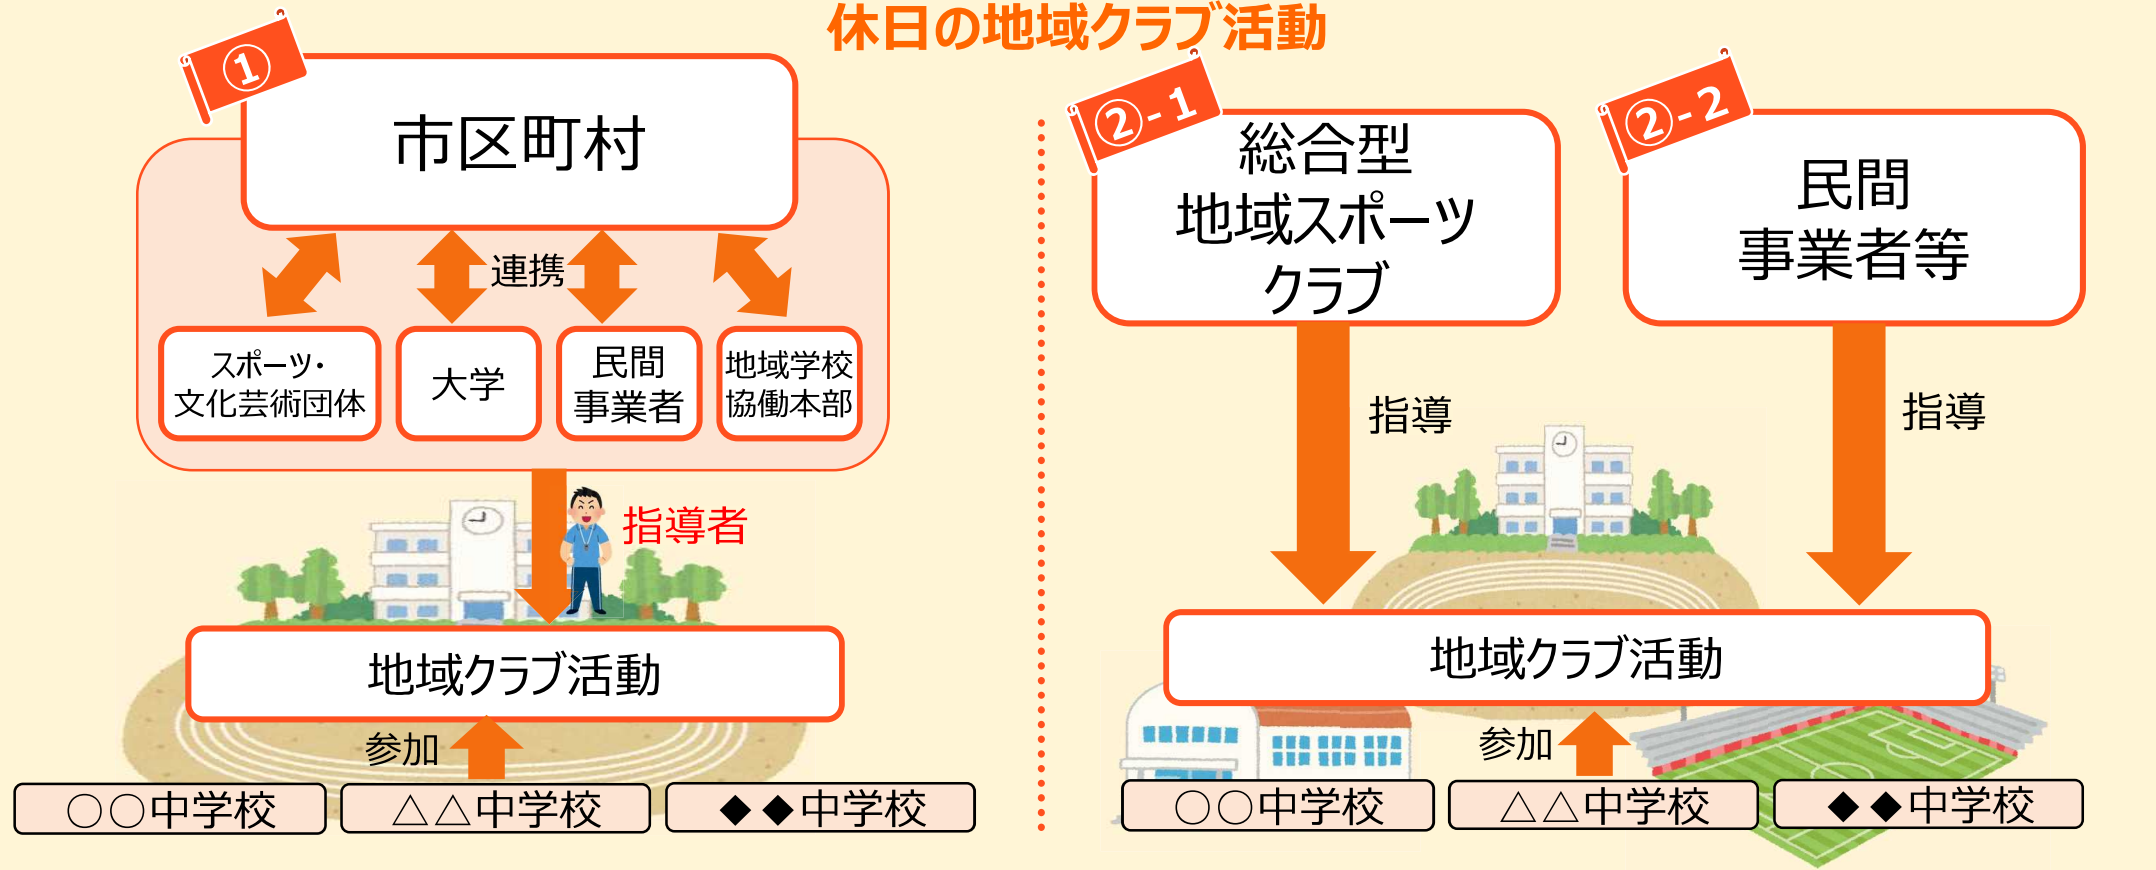 休日の地域クラブ活動
①
市区町村
連携
スポーツ・
文化芸術団体
大学
民間
事業者
地域学校
協働本部
指導者
地域クラブ活動
参加
○○中学校
△△中学校
◆◆中学校
②-1
総合型
地域スポーツ
クラブ
②-2
民間
事業者等
指導
指導
地域クラブ活動
参加
○○中学校
△△中学校
◆◆中学校